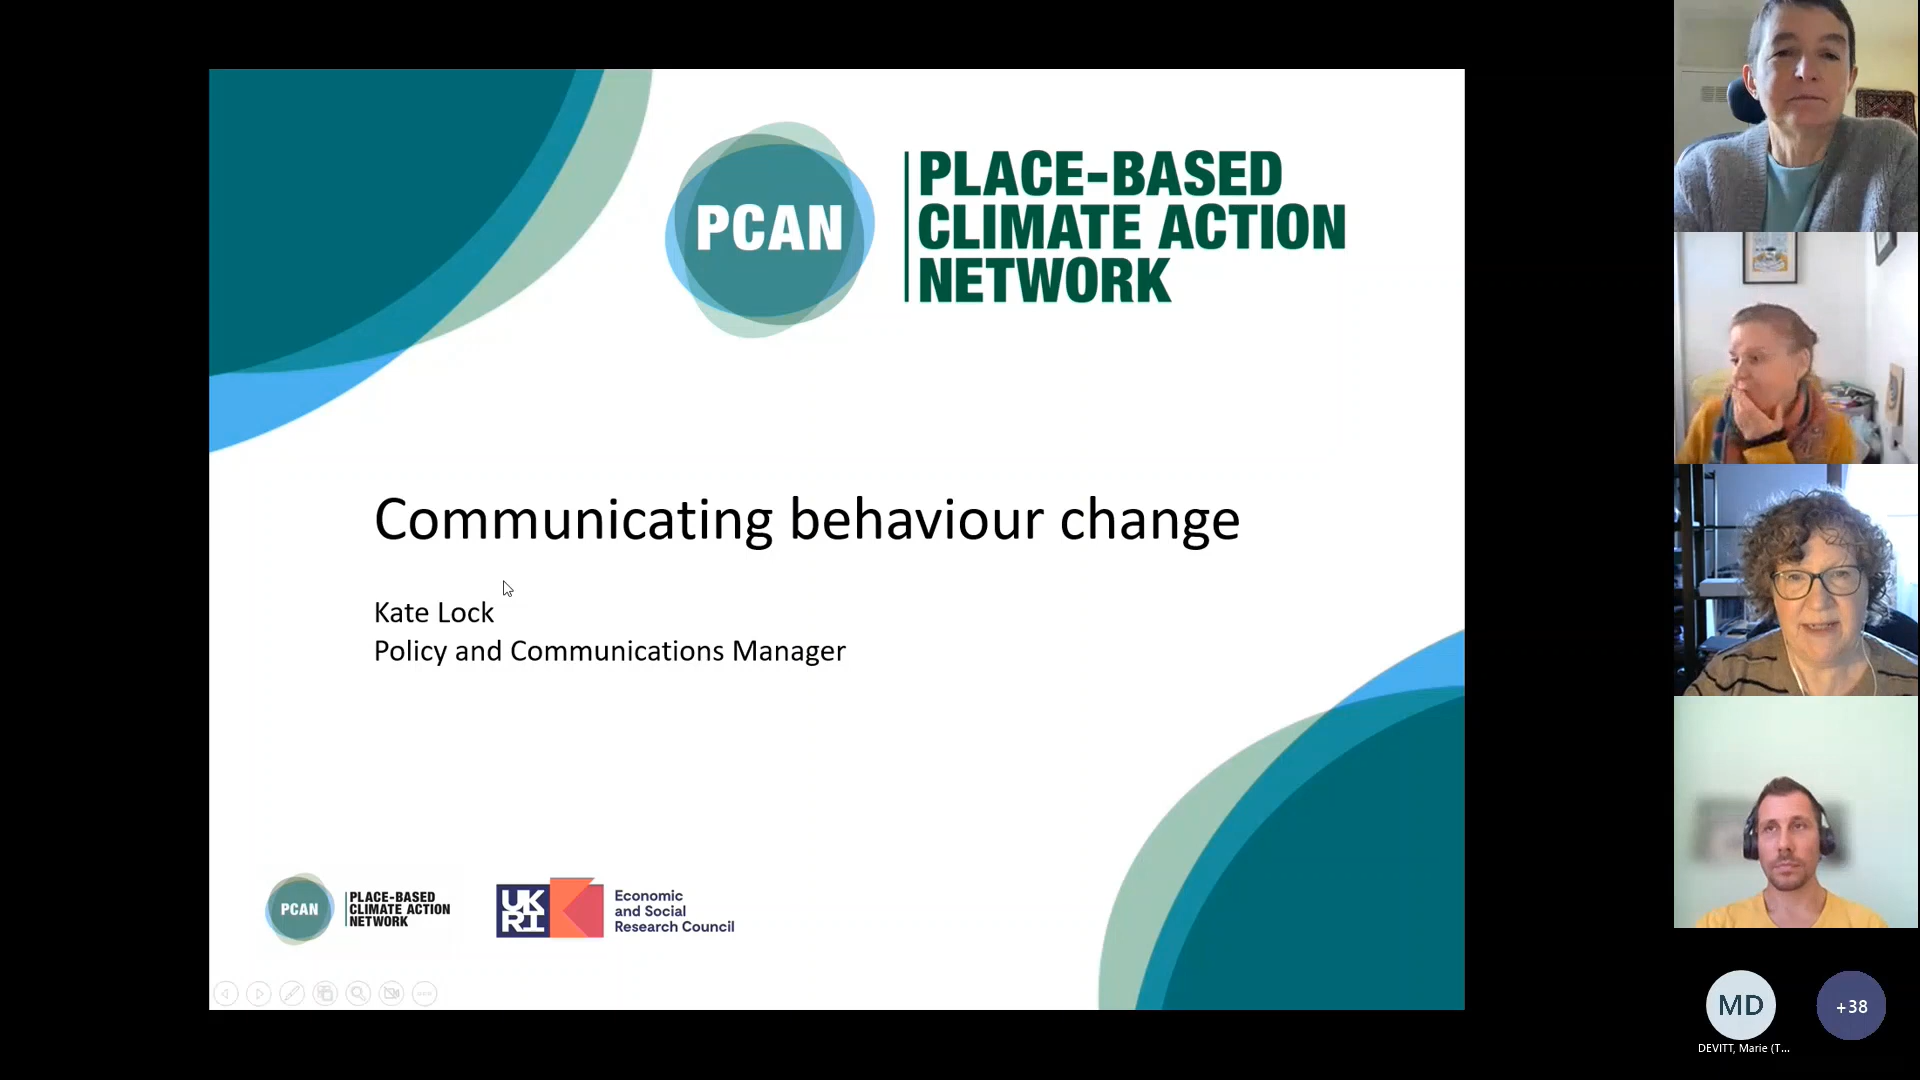 PCAN
PLACE-BASED
CLIMATE ACTION
NETWORK
Communicating behaviour change
Kate Lock
Policy and Communications Manager
PCAN
PLACE-BASED
CLIMATE ACTION
NETWORK
UK
RI
Economic
and Social
Research Council
MD
+38
DEVITT, Marie (T...